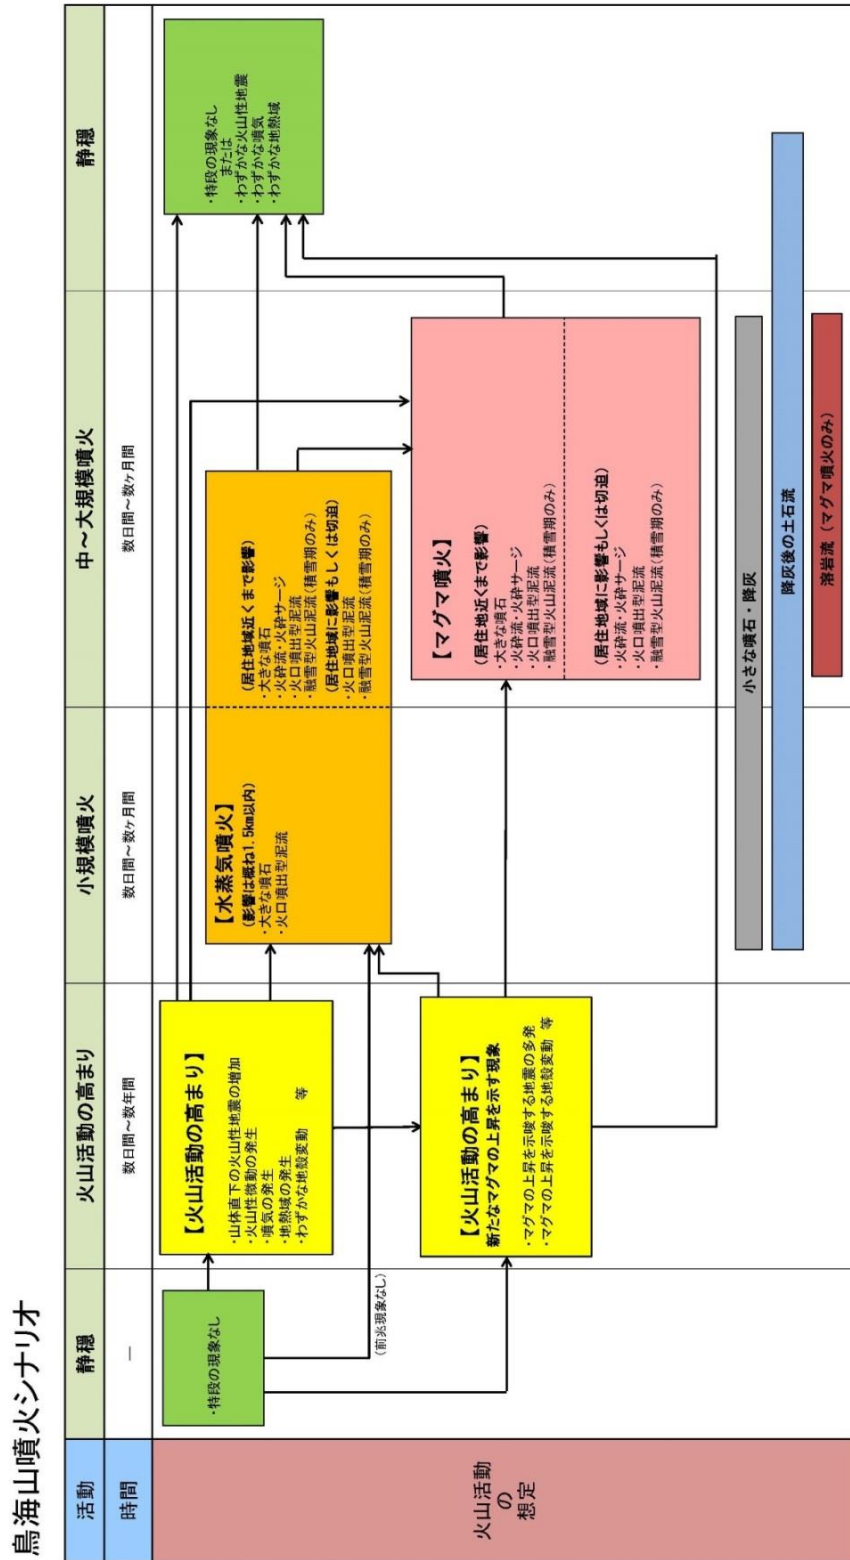 鳥海山噴火シナリオ
活動
静穏
火山活動の高まり
小規模噴火
中～大規模噴火
静穏
時間
―
数日間～数年間
数日間～数ヶ月間
数日間～数ヶ月間
火山活動
の
想定
・特段の現象なし
(前兆現象なし)
【火山活動の高まり】
・山体直下の火山性地震の増加
・火山性微動の発生
・噴気の発生
・地熱域の発生
・わずかな地殻変動　等
【火山活動の高まり】
新たなマグマの上昇を示す現象
・マグマの上昇を示唆する地震の多発
・マグマの上昇を示唆する地殻変動　等
【水蒸気噴火】
(影響は概ね1.5km以内)
・大きな噴石
・火口噴出型泥流
(居住地域近くまで影響)
・大きな噴石
・火砕流・火砕サージ
・火口噴出型泥流
・融雪型火山泥流(積雪期のみ)
(居住地域に影響もしくは切迫)
・火口噴出型泥流
・融雪型火山泥流(積雪期のみ)
【マグマ噴火】
(居住地近くまで影響)
・大きな噴石
・火砕流・火砕サージ
・火口噴出型泥流
・融雪型火山泥流(積雪期のみ)
(居住地域に影響もしくは切迫)
・火砕流・火砕サージ
・火口噴出型泥流
・融雪型火山泥流(積雪期のみ)
・特段の現象なし
または
・わずかな火山性地震
・わずかな噴気
・わずかな地熱域
小さな噴石・降灰
降灰後の土石流
溶岩流（マグマ噴火のみ）